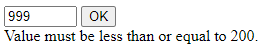 999 OK
Value must be less than or equal to 200.